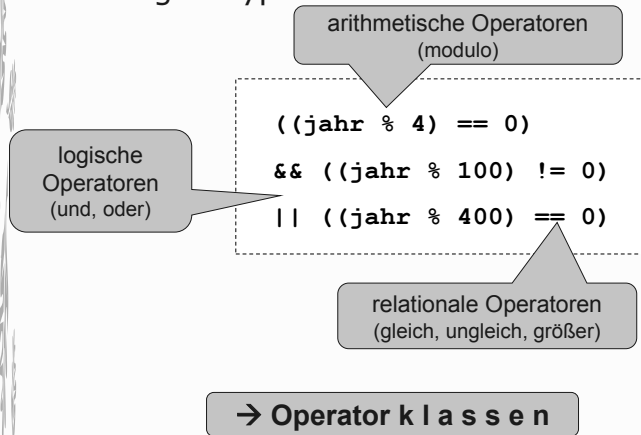 arithmetische Operatoren
(modulo)
((jahr % 4) == 0)
&& ((jahr % 100) != 0)
|| ((jahr % 400) == 0)
logische
Operatoren
(und, oder)
relationale Operatoren
(gleich, ungleich, größer)
→ Operator k l a s s e n